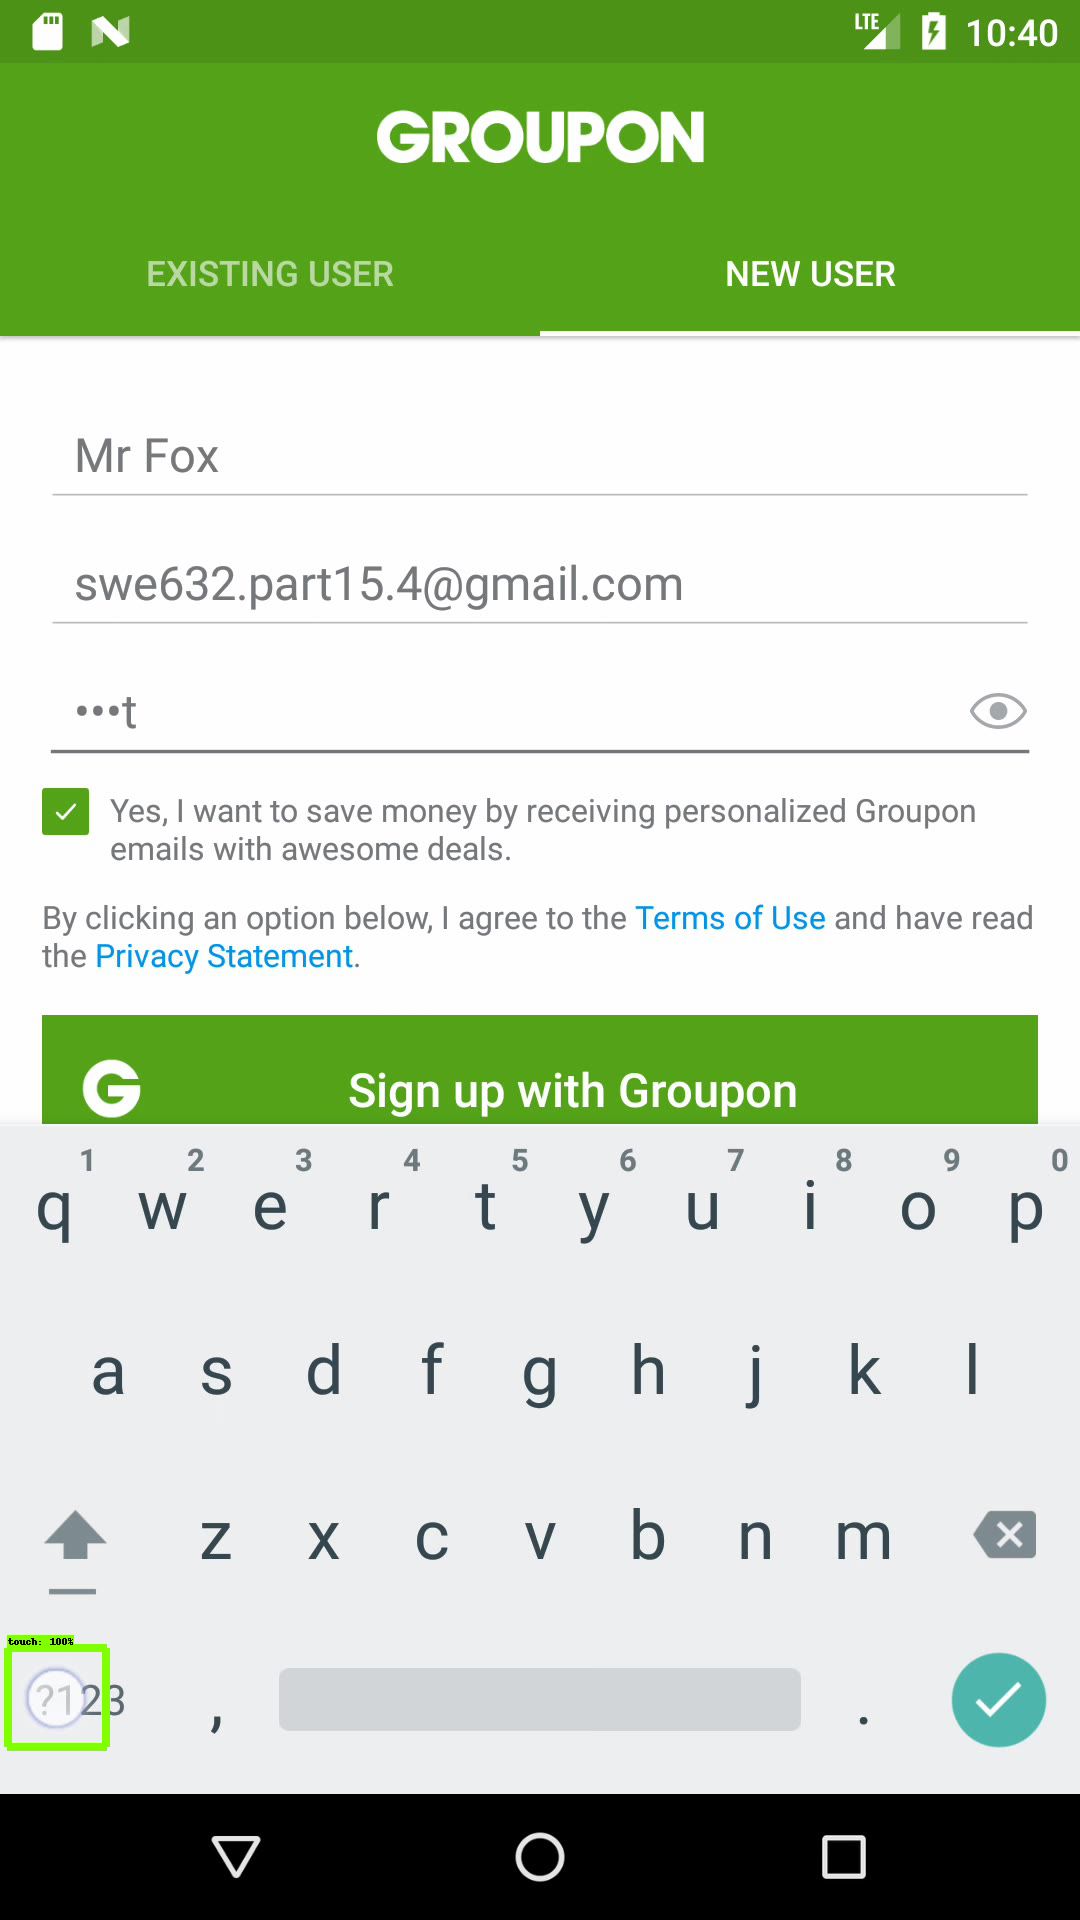 LTE 10:40
GROUPON
EXISTING USER NEW USER
Mr Fox
swe632.part15.4@gmail.com
•••t
Yes, I want to save money by receiving personalized Groupon
emails with awesome deals.
By clicking an option below, I agree to the Terms of Use and have read
the Privacy Statement.
G Sign up with Groupon
1 2 3 4 5 6 7 8 9 0
q w e r t y u i o p
a s d f g h j k l
z x c v b n m
touch: 100%
?123 , .